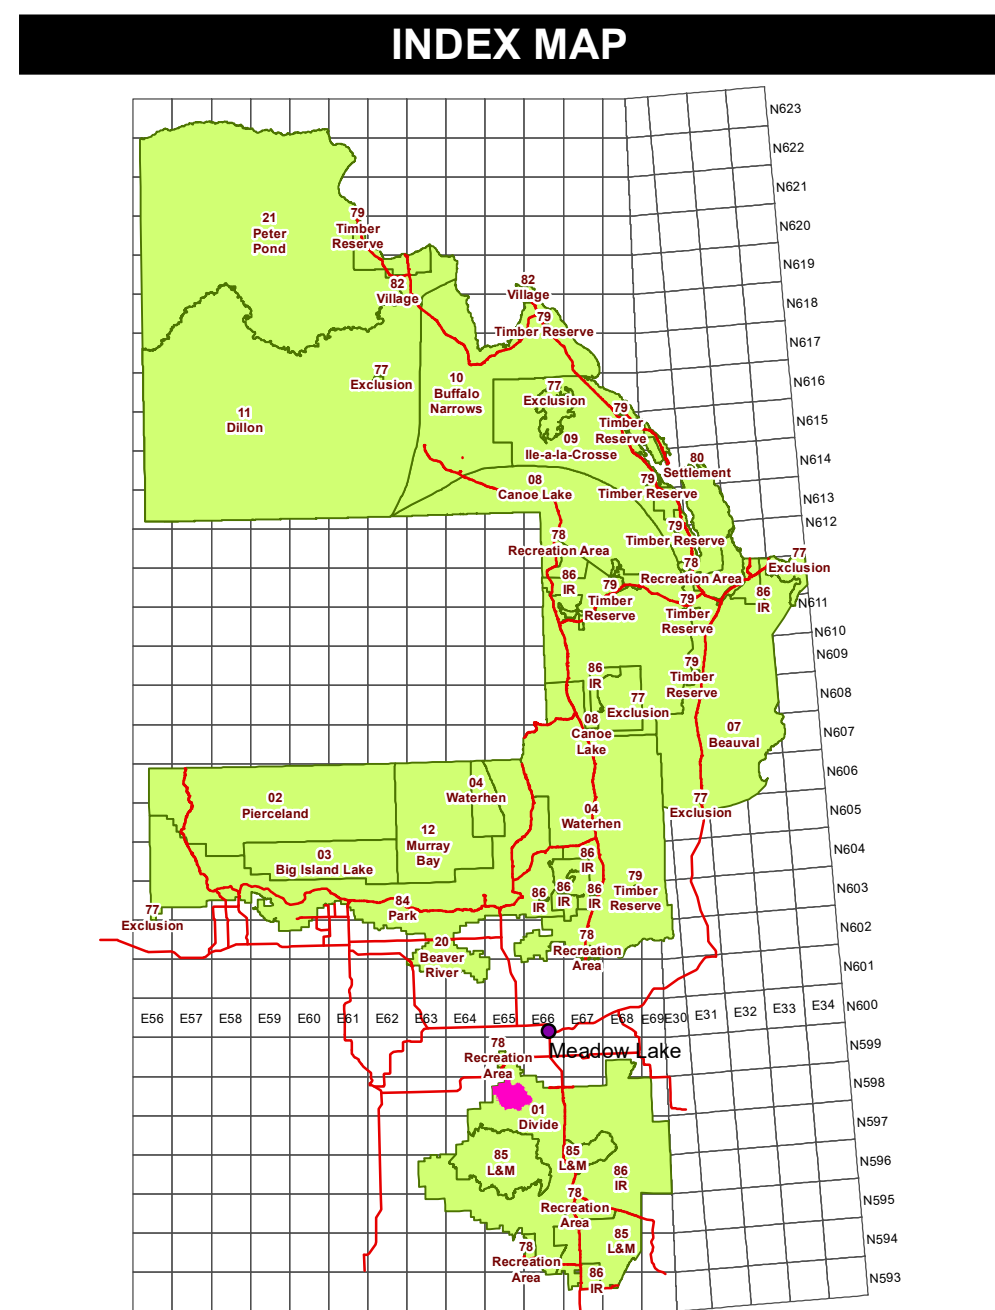 INDEX MAP
N623
N622
N621
N620
N619
N618
N617
N616
N615
N614
N613
N612
N611
N610
N609
N608
N607
N606
N605
N604
N603
N602
N601
N600
N599
N598
N597
N596
N595
N594
N593
21
Peter
Pond
79
Timber
Reserve
82
Village
82
Village
79
Timber Reserve
77
Exclusion
10
Buffalo
Narrows
77
Exclusion
11
Dillon
79
Timber
Reserve
09
Ile-a-la-Crosse
80
Settlement
08
Canoe Lake
79
Timber Reserve
79
Timber Reserve
78
Recreation Area
77
Exclusion
78
Recreation Area
86
IR
79
Timber
Reserve
79
Timber
Reserve
86
IR
86
IR
79
Timber
Reserve
77
Exclusion
08
Canoe
Lake
07
Beauval
04
Waterhen
02
Pierceland
04
Waterhen
77
Exclusion
12
Murray
Bay
03
Big Island Lake
86
IR
86
IR
86
IR
86
IR
79
Timber
Reserve
84
Park
77
Exclusion
20
Beaver
River
78
Recreation
Area
E56 E57 E58 E59 E60 E61 E62 E63 E64 E65 E66 E67 E68 E69 E30 E31 E32 E33 E34
Meadow Lake
78
Recreation
Area
01
Divide
85
L&M
85
L&M
86
IR
78
Recreation
Area
85
L&M
78
Recreation
Area
86
IR